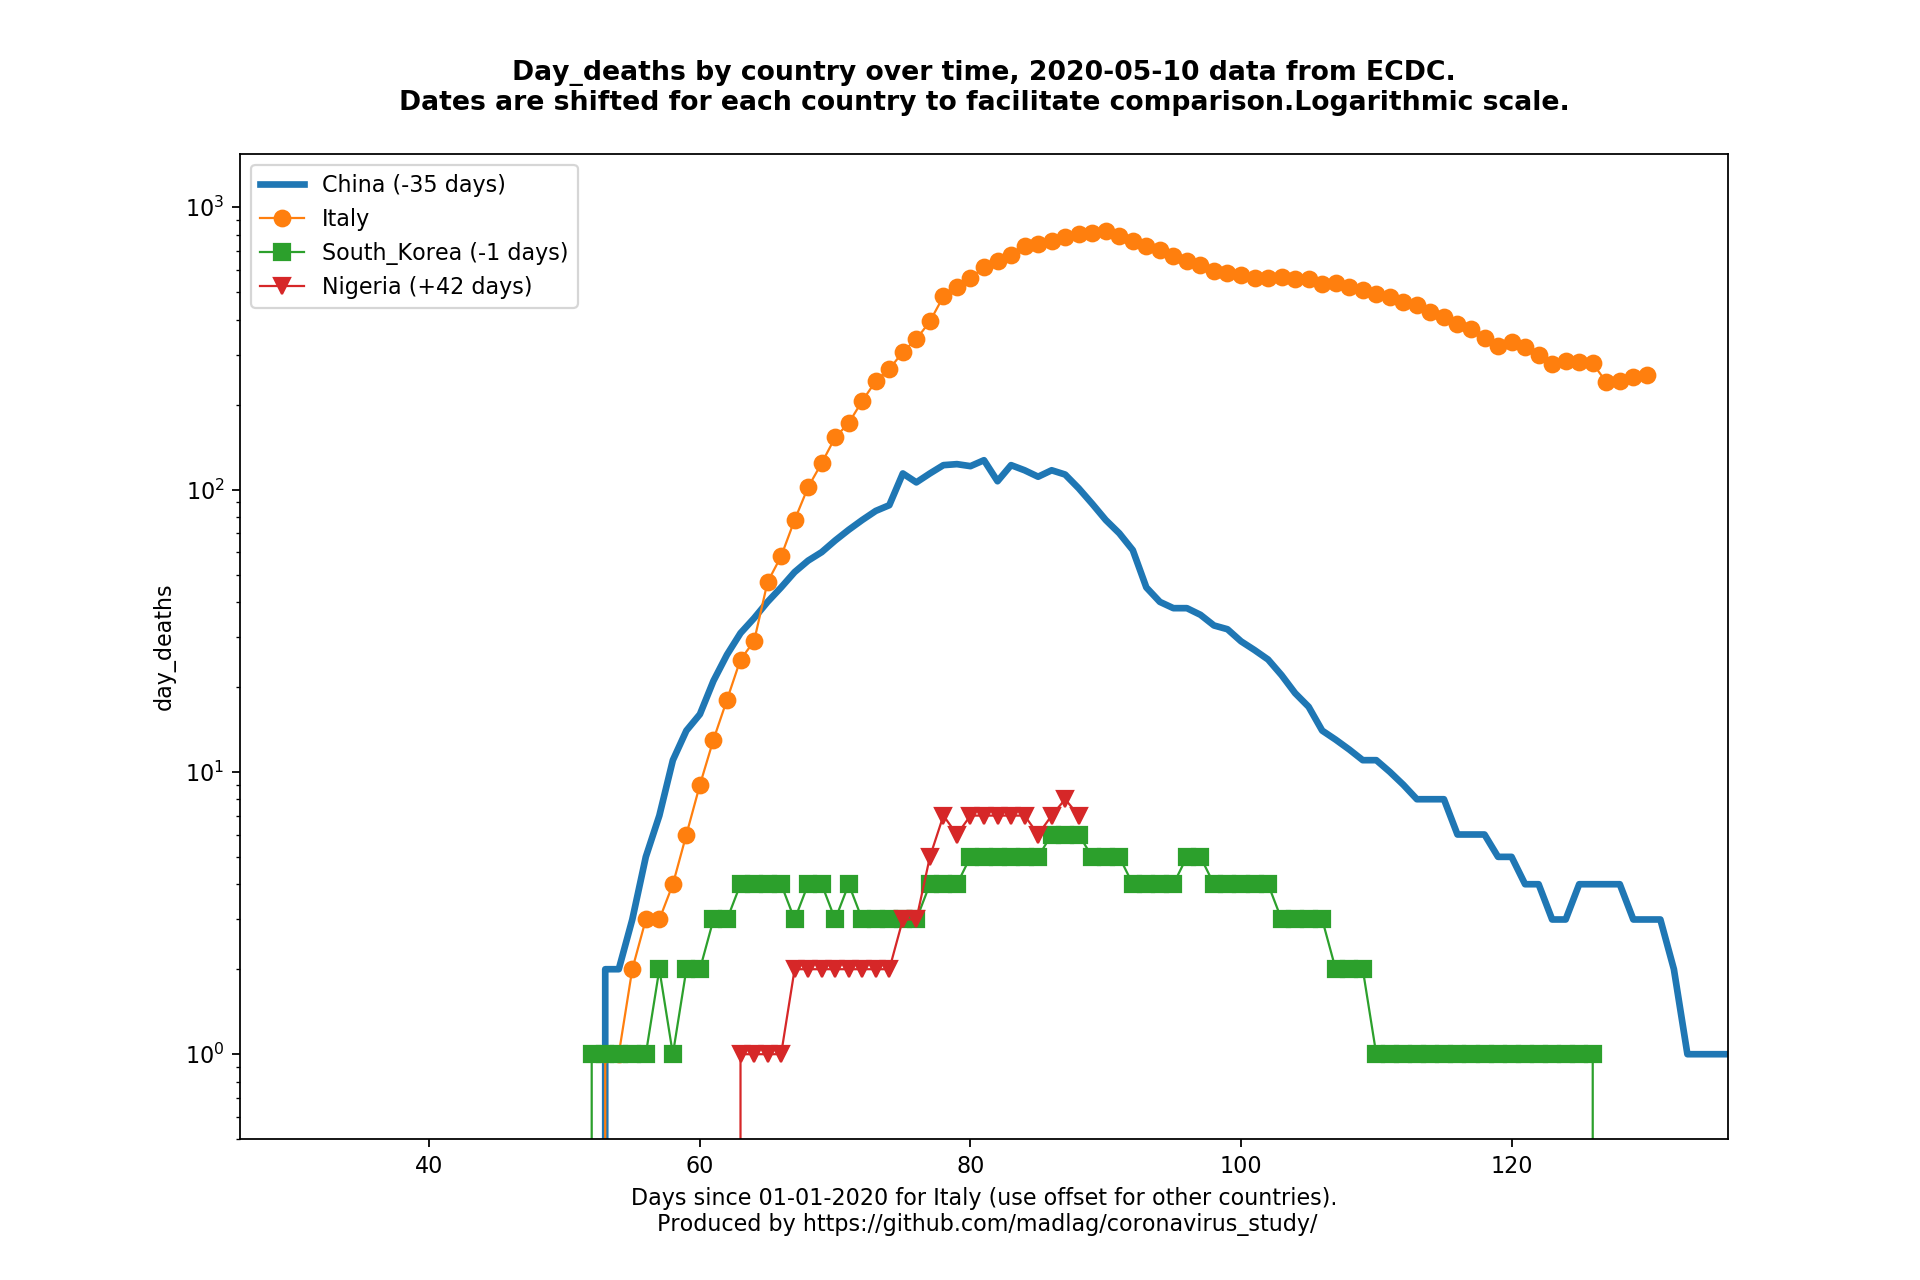 Day_deaths by country over time, 2020-05-10 data from ECDC.
Dates are shifted for each country to facilitate comparison.Logarithmic scale.
China (-35 days)
Italy
South_Korea (-1 days)
Nigeria (+42 days)
10³
10²
10¹
10⁰
day_deaths
40 60 80 100 120
Days since 01-01-2020 for Italy (use offset for other countries).
Produced by https://github.com/madlag/coronavirus_study/